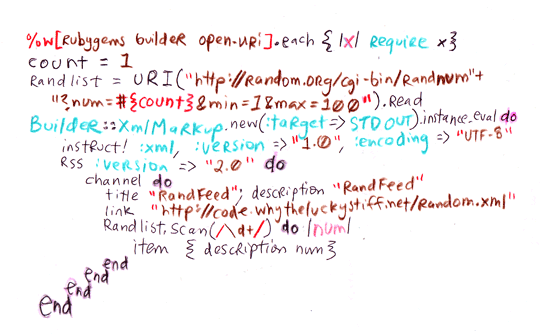 %w[rubygems builder open-uri].each { |x| require x}
count = 1
Randlist = URI("http://random.org/cgi-bin/randnum"+
"?num=#{count}&min=1&max=100").read
Builder::XmlMarkup.new(:target => STDOUT).instance_eval do
instruct! :xml, :version => "1.0", :encoding => "UTF-8"
RSS :version => "2.0" do
channel do
title "RandFeed"; description "RandFeed"
link "http://code.whytheluckystiff.net/random.xml"
Randlist.scan(/\d+/) do |num|
item { description num}
end
end
end
end